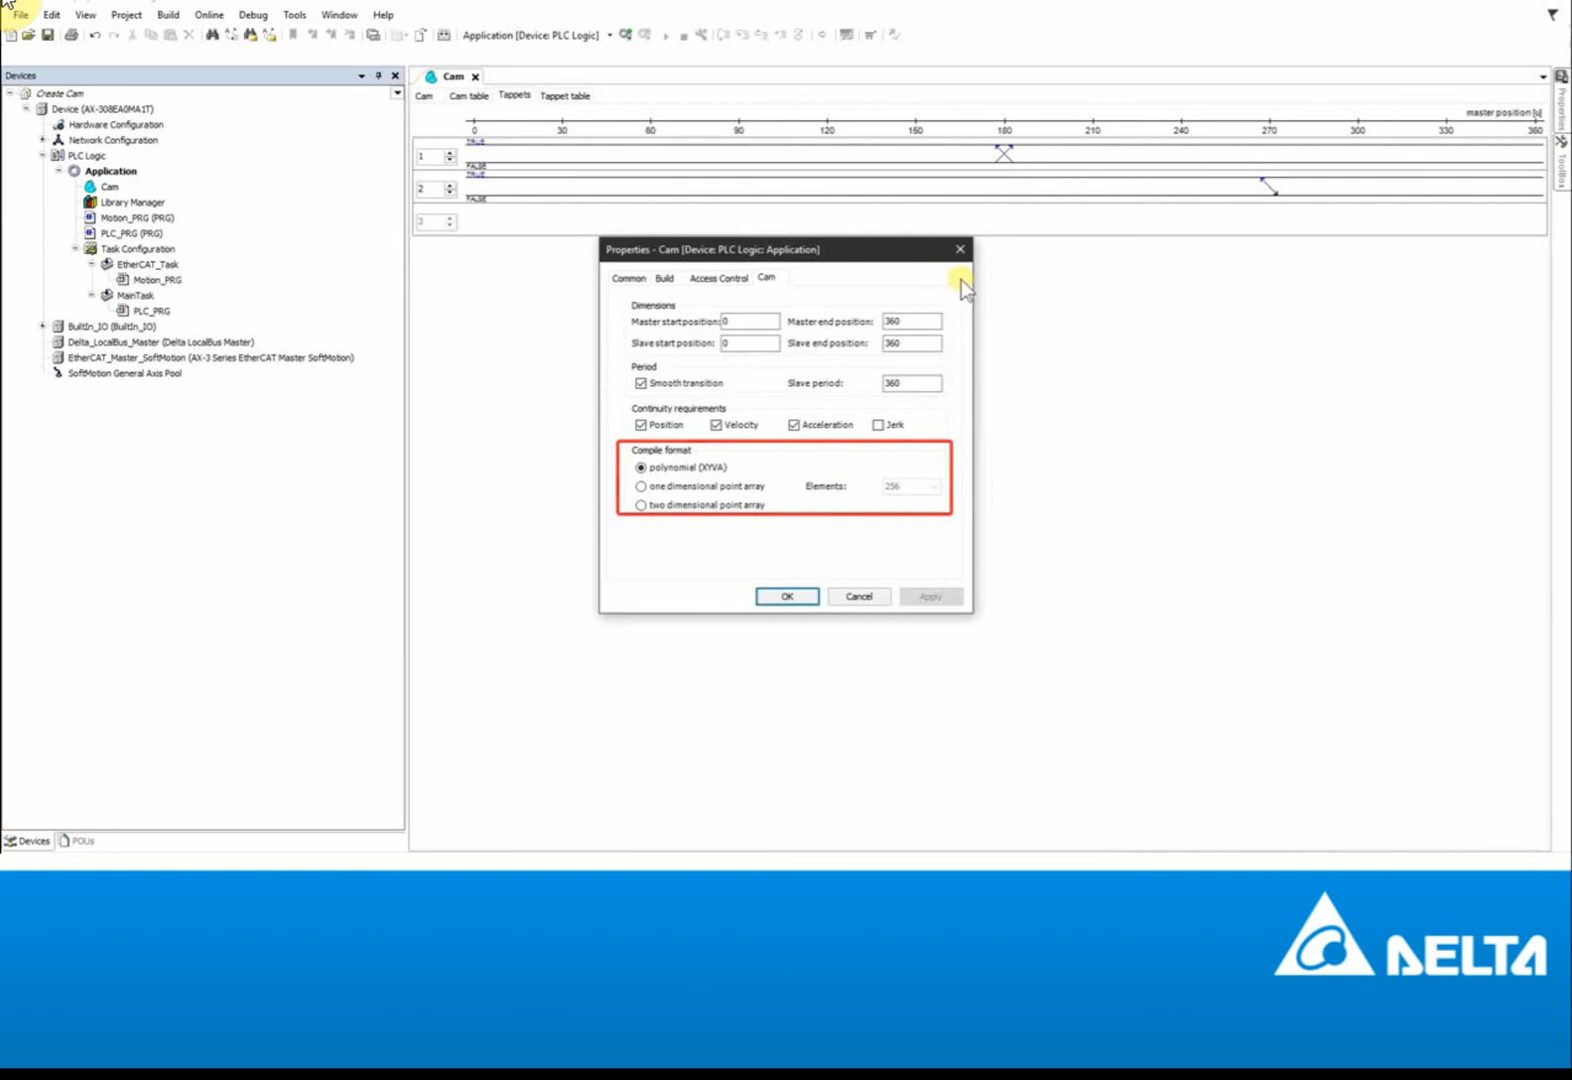 File Edit View Project Build Online Debug Tools Window Help
Application [Device: PLC Logic]
Devices
Create Cam
Device (AX-308EA0MA1T)
Hardware Configuration
Network Configuration
PLC Logic
Application
Cam
Library Manager
Motion_PRG (PRG)
PLC_PRG (PRG)
Task Configuration
EtherCAT_Task
Motion_PRG
MainTask
PLC_PRG
BuiltIn_IO (BuiltIn_IO)
Delta_LocalBus_Master (Delta LocalBus Master)
EtherCAT_Master_SoftMotion (AX-3 Series EtherCAT Master SoftMotion)
SoftMotion General Axis Pool
Devices POUs
Cam
Cam Cam table Tappets Tappet table
master position [u]
0 30 60 90 120 150 180 210 240 270 300 330 360
TRUE
1
FALSE
TRUE
2
FALSE
3
Properties
ToolBox
Properties - Cam [Device: PLC Logic: Application]
Common Build Access Control Cam
Dimensions
Master start position: 0 Master end position: 360
Slave start position: 0 Slave end position: 360
Period
Smooth transition Slave period: 360
Continuity requirements
Position Velocity Acceleration Jerk
Compile format
polynomial (XYVA)
one dimensional point array Elements: 256
two dimensional point array
OK Cancel Apply
DELTA